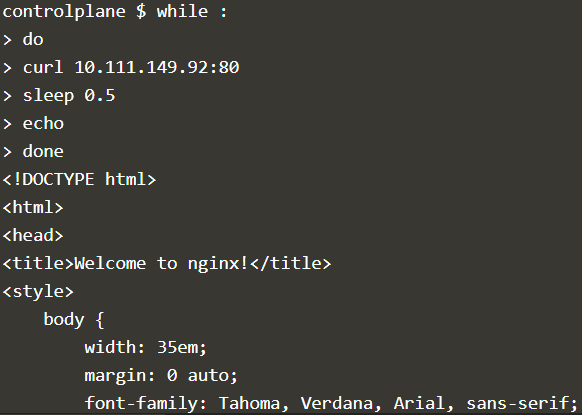 controlplane $ while :
> do
> curl 10.111.149.92:80
> sleep 0.5
> echo
> done
<!DOCTYPE html>
<html>
<head>
<title>Welcome to nginx!</title>
<style>
    body {
        width: 35em;
        margin: 0 auto;
        font-family: Tahoma, Verdana, Arial, sans-serif;